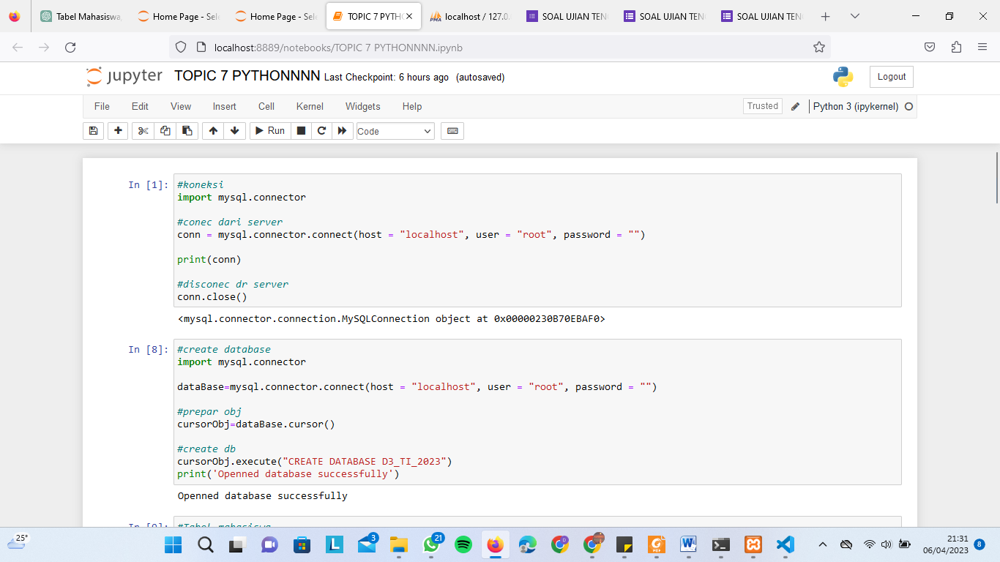 Tabel Mahasiswa
Home Page - Sele
Home Page - Sele
TOPIC 7 PYTHO
localhost / 127.0.
SOAL UJIAN TEN
SOAL UJIAN TEN
SOAL UJIAN TEN
localhost:8889/notebooks/TOPIC 7 PYTHONNNN.ipynb
jupyter TOPIC 7 PYTHONNNN Last Checkpoint: 6 hours ago (autosaved)
Logout
File Edit View Insert Cell Kernel Widgets Help
Trusted
Python 3 (ipykernel)
Run
Code
In [1]:
#koneksi
import mysql.connector
#conec dari server
conn = mysql.connector.connect(host = "localhost", user = "root", password = "")
print(conn)
#disconec dr server
conn.close()
<mysql.connector.connection.MySQLConnection object at 0x00000230B70EBAF0>
In [8]:
#create database
import mysql.connector
dataBase=mysql.connector.connect(host = "localhost", user = "root", password = "")
#prepar obj
cursorObj=dataBase.cursor()
#create db
cursorObj.execute("CREATE DATABASE D3_TI_2023")
print('Openned database successfully')
Openned database successfully
In [9]:
#Tabel mahasiswa
25°
3
21
21:31
06/04/2023
8